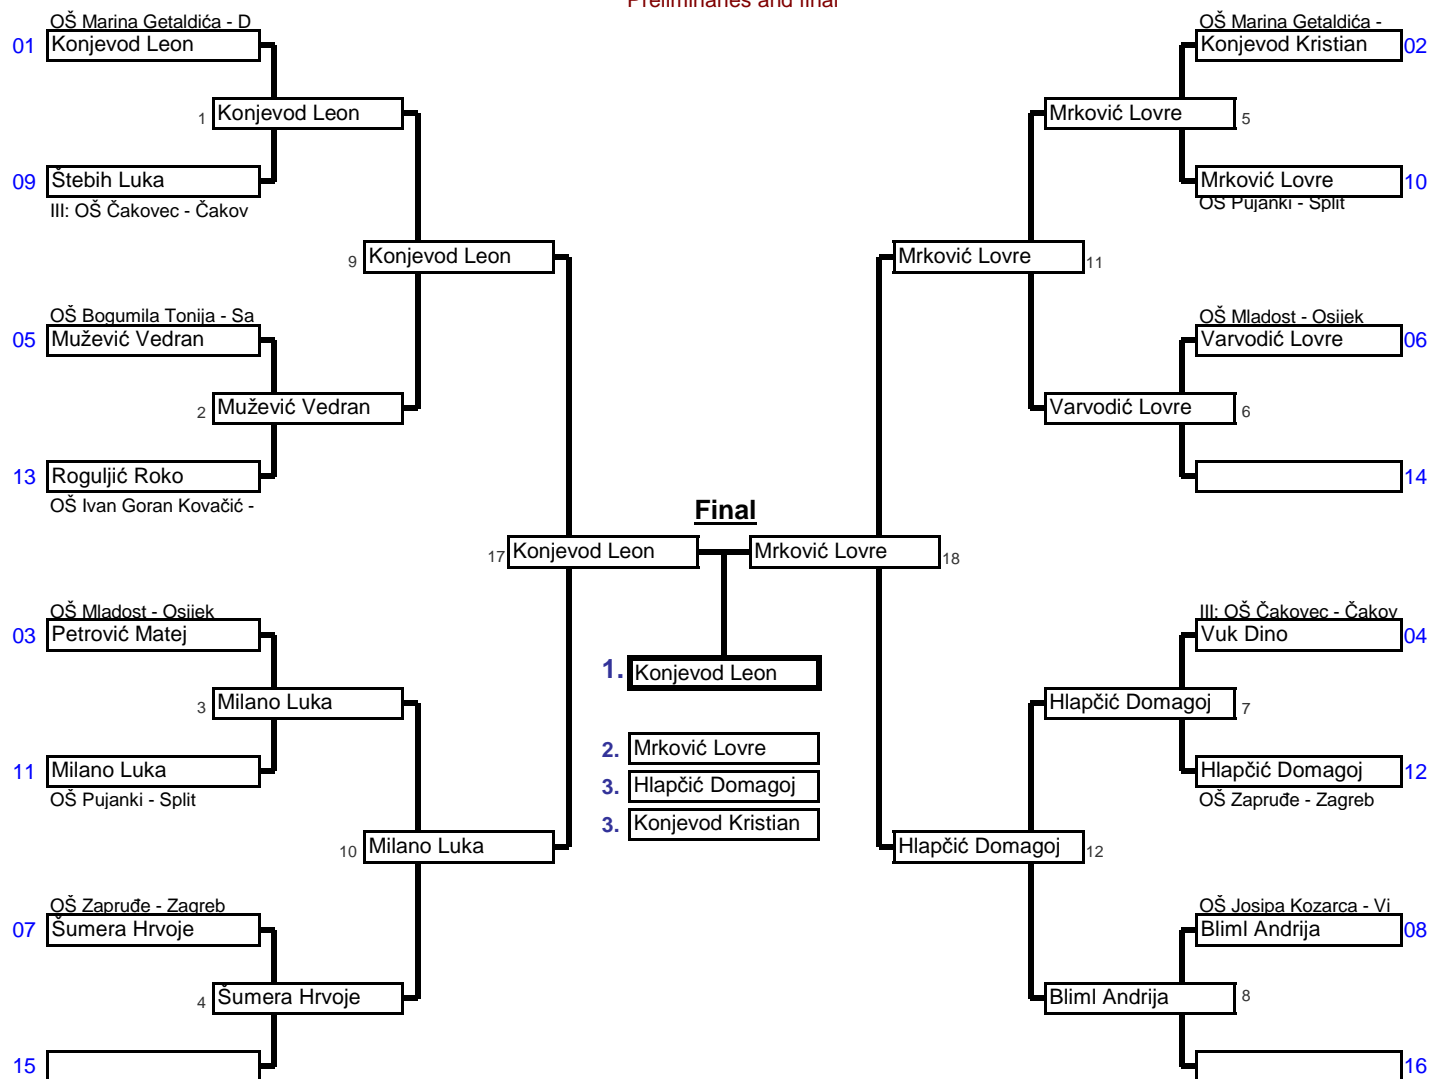 Preliminaries and final
OŠ Marina Getaldića - D
01 Konjevod Leon
1 Konjevod Leon
09 Štebih Luka
III: OŠ Čakovec - Čakov
9 Konjevod Leon
OŠ Bogumila Tonija - Sa
05 Mužević Vedran
2 Mužević Vedran
13 Roguljić Roko
OŠ Ivan Goran Kovačić -
17 Konjevod Leon
OŠ Mladost - Osijek
03 Petrović Matej
3 Milano Luka
11 Milano Luka
OŠ Pujanki - Split
10 Milano Luka
OŠ Zapruđe - Zagreb
07 Šumera Hrvoje
4 Šumera Hrvoje
15
Final
1. Konjevod Leon
2. Mrković Lovre
3. Hlapčić Domagoj
3. Konjevod Kristian
OŠ Marina Getaldića -
Konjevod Kristian 02
Mrković Lovre 5
Mrković Lovre 10
OŠ Pujanki - Split
Mrković Lovre 11
OŠ Mladost - Osijek
Varvodić Lovre 06
Varvodić Lovre 6
14
Mrković Lovre 18
III: OŠ Čakovec - Čakov
Vuk Dino 04
Hlapčić Domagoj 7
Hlapčić Domagoj 12
OŠ Zapruđe - Zagreb
Hlapčić Domagoj 12
OŠ Josipa Kozarca - Vi
Bliml Andrija 08
Bliml Andrija 8
16